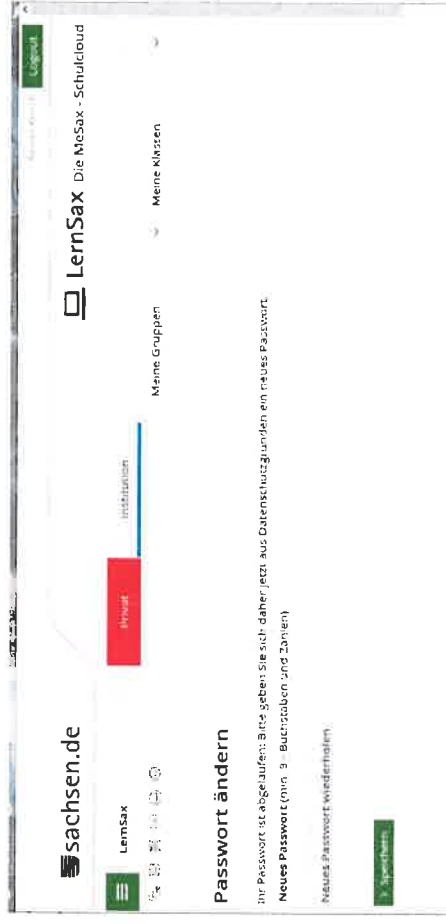 Logout
sachsen.de
LernSax Die MeSax - Schulcloud
LernSax
Privat
Institution
Meine Gruppen
Meine Klassen
Passwort ändern
Ihr Passwort ist abgelaufen! Bitte geben Sie sich daher jetzt aus Datenschutzgründen ein neues Passwort.
Neues Passwort (min. 9 - Buchstaben und Zahlen)
Neues Passwort wiederholen
Speichern